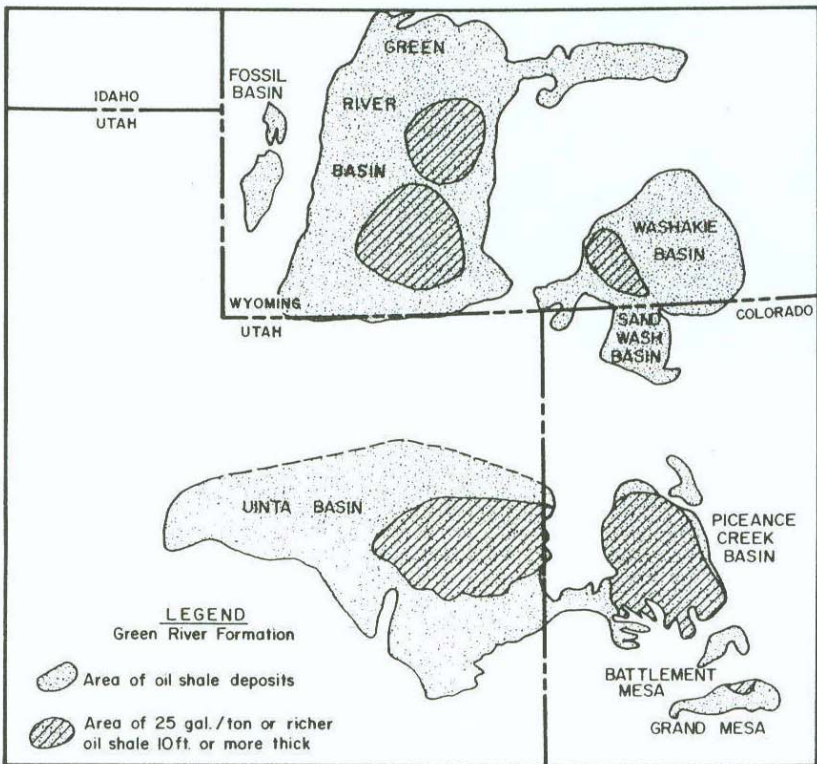 GREEN
FOSSIL
BASIN
RIVER
IDAHO
UTAH
BASIN
WASHAKIE
BASIN
WYOMING
UTAH
COLORADO
SAND
WASH
BASIN
UINTA BASIN
PICEANCE
CREEK
BASIN
LEGEND
Green River Formation
Area of oil shale deposits
Area of 25 gal./ton or richer
oil shale 10ft. or more thick
BATTLEMENT
MESA
GRAND MESA